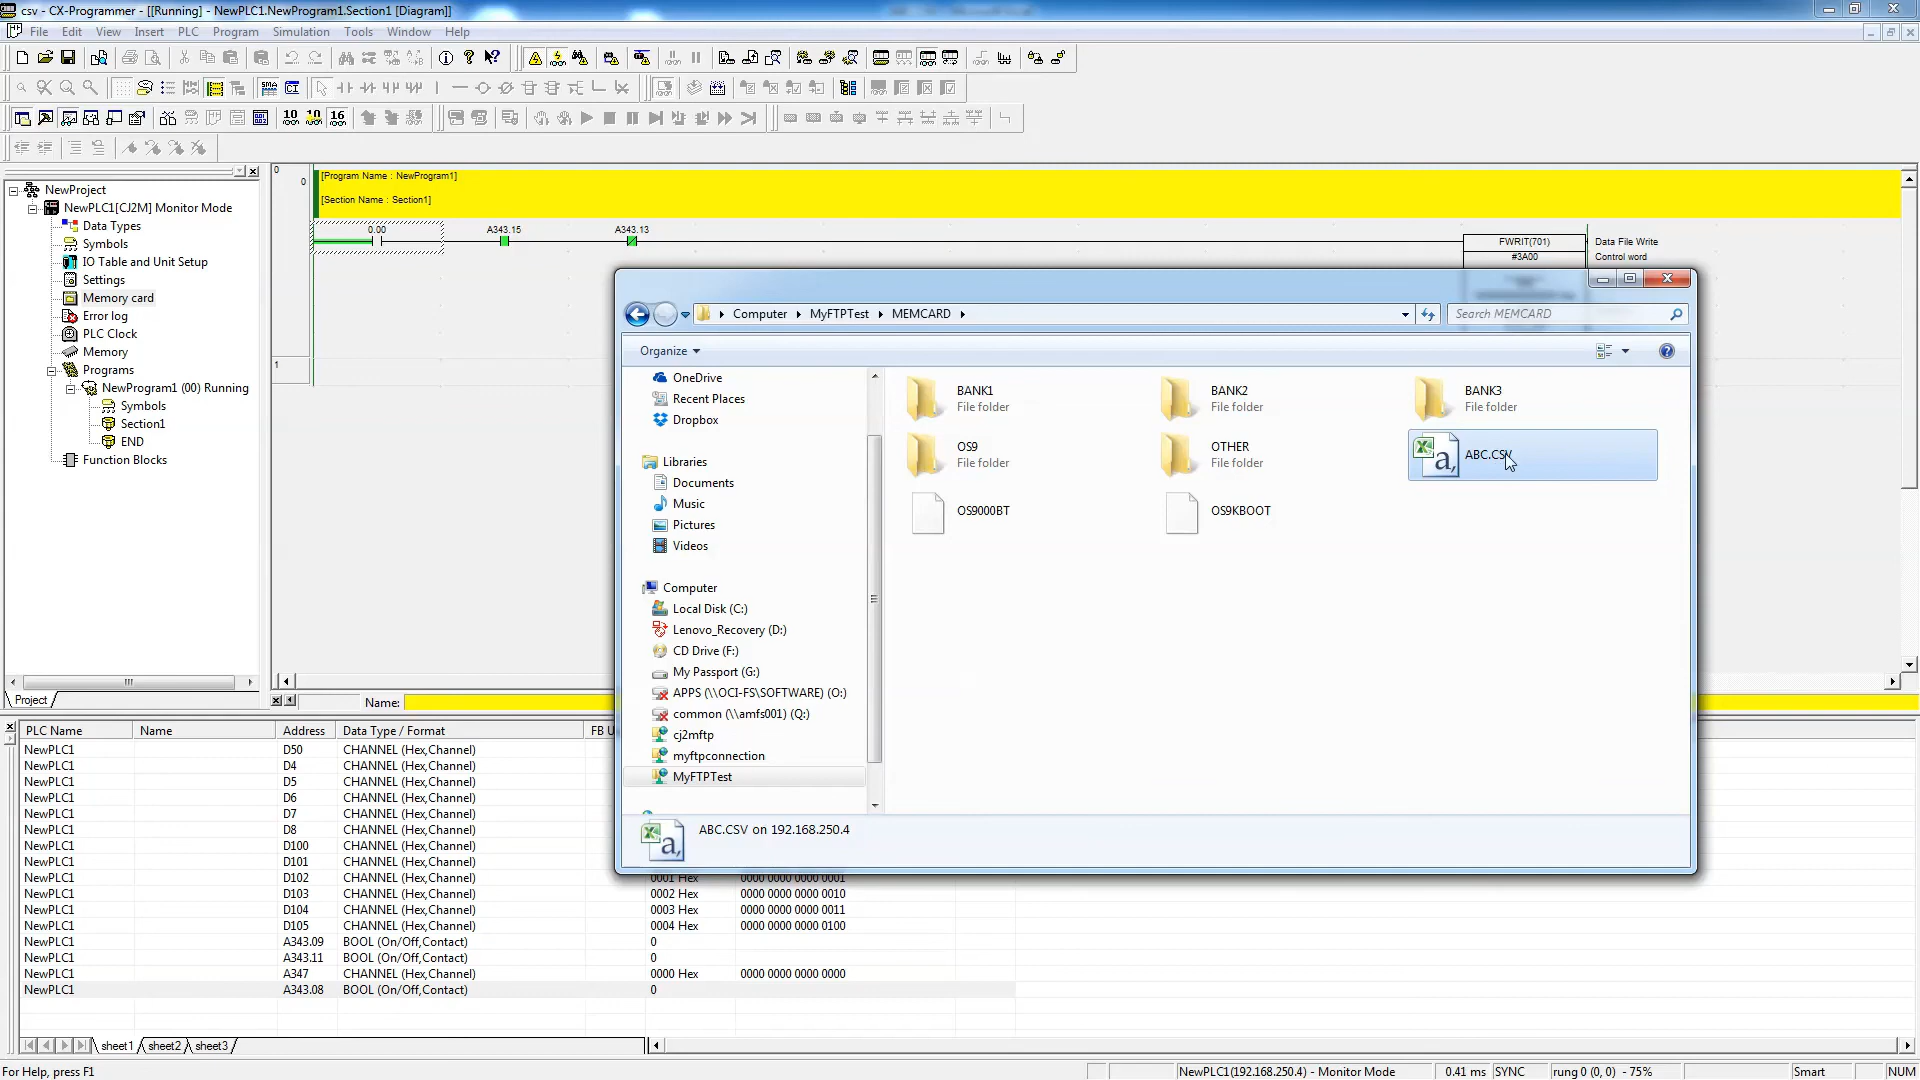 csv - CX-Programmer - [[Running] - NewPLC1.NewProgram1.Section1 [Diagram]]
File Edit View Insert PLC Program Simulation Tools Window Help
SMA CI
10 10 16
NewProject
NewPLC1[CJ2M] Monitor Mode
Data Types
Symbols
IO Table and Unit Setup
Settings
Memory card
Error log
PLC Clock
Memory
Programs
NewProgram1 (00) Running
Symbols
Section1
END
Function Blocks
Project
0
0
1
[Program Name : NewProgram1]
[Section Name : Section1]
0.00 A343.15 A343.13
FWRIT(701) Data File Write
#3A00 Control word
Name:
Computer MyFTPTest MEMCARD
Search MEMCARD
Organize
OneDrive
Recent Places
Dropbox
Libraries
Documents
Music
Pictures
Videos
Computer
Local Disk (C:)
Lenovo_Recovery (D:)
CD Drive (F:)
My Passport (G:)
APPS (\\OCI-FS\SOFTWARE) (O:)
common (\\amfs001) (Q:)
cj2mftp
myftpconnection
MyFTPTest
BANK1
File folder
BANK2
File folder
BANK3
File folder
OS9
File folder
OTHER
File folder
ABC.CSV
OS9000BT
OS9KBOOT
ABC.CSV on 192.168.250.4
PLC Name Name Address Data Type / Format FB U
NewPLC1 D50 CHANNEL (Hex,Channel)
NewPLC1 D4 CHANNEL (Hex,Channel)
NewPLC1 D5 CHANNEL (Hex,Channel)
NewPLC1 D6 CHANNEL (Hex,Channel)
NewPLC1 D7 CHANNEL (Hex,Channel)
NewPLC1 D8 CHANNEL (Hex,Channel)
NewPLC1 D100 CHANNEL (Hex,Channel)
NewPLC1 D101 CHANNEL (Hex,Channel)
NewPLC1 D102 CHANNEL (Hex,Channel) 0001 Hex 0000 0000 0000 0001
NewPLC1 D103 CHANNEL (Hex,Channel) 0002 Hex 0000 0000 0000 0010
NewPLC1 D104 CHANNEL (Hex,Channel) 0003 Hex 0000 0000 0000 0011
NewPLC1 D105 CHANNEL (Hex,Channel) 0004 Hex 0000 0000 0000 0100
NewPLC1 A343.09 BOOL (On/Off,Contact) 0
NewPLC1 A343.11 BOOL (On/Off,Contact) 0
NewPLC1 A347 CHANNEL (Hex,Channel) 0000 Hex 0000 0000 0000 0000
NewPLC1 A343.08 BOOL (On/Off,Contact) 0
sheet1 sheet2 sheet3
For Help, press F1
NewPLC1(192.168.250.4) - Monitor Mode 0.41 ms SYNC rung 0 (0, 0) - 75% Smart NUM